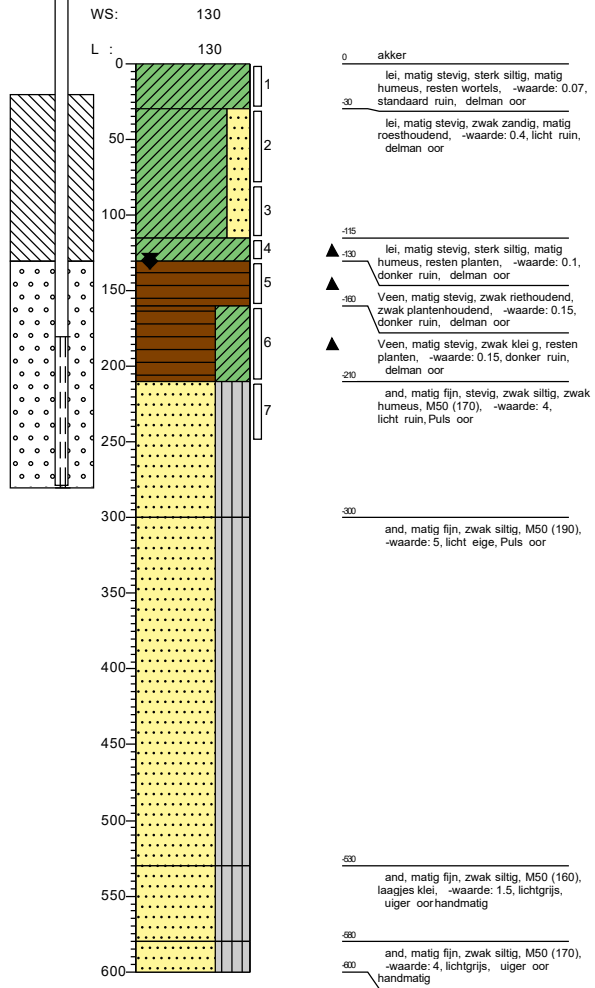 WS: 130
L : 130
0
50
100
150
200
250
300
350
400
450
500
550
600
1
2
3
4
5
6
7
0 akker
lei, matig stevig, sterk siltig, matig
humeus, resten wortels, -waarde: 0.07,
standaard ruin, delman oor
-30
lei, matig stevig, zwak zandig, matig
roesthoudend, -waarde: 0.4, licht ruin,
delman oor
-115
lei, matig stevig, sterk siltig, matig
humeus, resten planten, -waarde: 0.1,
donker ruin, delman oor
-130
Veen, matig stevig, zwak riethoudend,
zwak plantenhoudend, -waarde: 0.15,
donker ruin, delman oor
-160
Veen, matig stevig, zwak klei g, resten
planten, -waarde: 0.15, donker ruin,
delman oor
-210
and, matig fijn, stevig, zwak siltig, zwak
humeus, M50 (170), -waarde: 4,
licht ruin, Puls oor
-300
and, matig fijn, zwak siltig, M50 (190),
-waarde: 5, licht eige, Puls oor
-530
and, matig fijn, zwak siltig, M50 (160),
laagjes klei, -waarde: 1.5, lichtgrijs,
uiger oor handmatig
-580
and, matig fijn, zwak siltig, M50 (170),
-waarde: 4, lichtgrijs, uiger oor
handmatig
-600